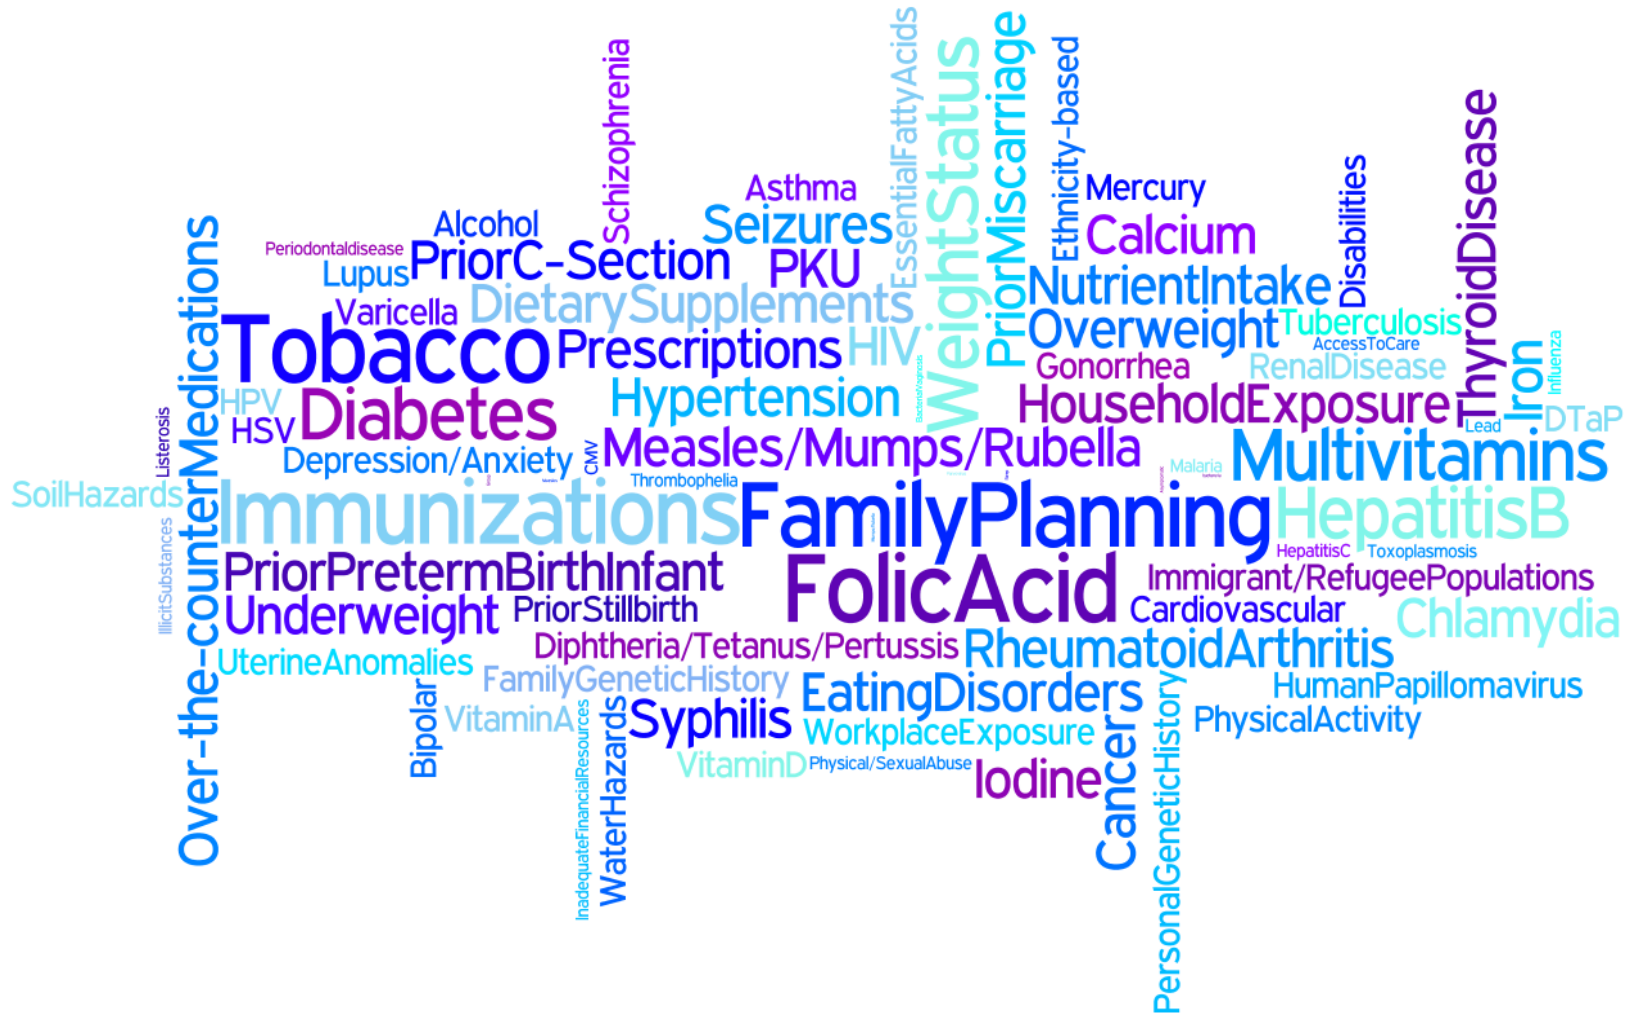 Schizophrenia
EssentialFattyAcids
WeightStatus
PriorMiscarriage
Ethnicity-based
Asthma
Mercury
Disabilities
ThyroidDisease
Alcohol
Seizures
Calcium
Periodontaldisease
PriorC-Section
PKU
Lupus
NutrientIntake
Over-the-counterMedications
Varicella
DietarySupplements
Overweight
Tuberculosis
Tobacco
Prescriptions
HIV
AccessToCare
Gonorrhea
RenalDisease
Iron
Influenza
HPV
Diabetes
Hypertension
BacterialVaginosis
HouseholdExposure
DTaP
Listerosis
HSV
Lead
Depression/Anxiety
CMV
Measles/Mumps/Rubella
Multivitamins
Malaria
Thrombophelia
SoilHazards
Immunizations
FamilyPlanning
HepatitisB
IllicitSubstances
HepatitisC
Toxoplasmosis
PriorPretermBirthInfant
FolicAcid
Immigrant/RefugeePopulations
Underweight
PriorStillbirth
Cardiovascular
Chlamydia
Diphtheria/Tetanus/Pertussis
RheumatoidArthritis
UterineAnomalies
FamilyGeneticHistory
EatingDisorders
HumanPapillomavirus
Bipolar
VitaminA
InadequateFinancialResources
WaterHazards
Syphilis
WorkplaceExposure
Cancer
PersonalGeneticHistory
PhysicalActivity
VitaminD
Physical/SexualAbuse
Iodine